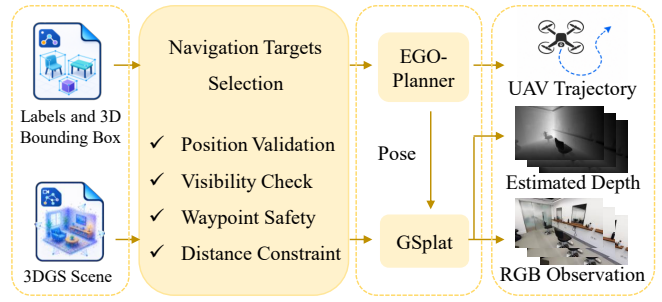 Labels and 3D
Bounding Box
3DGS Scene
Navigation Targets
Selection
✓ Position Validation
✓ Visibility Check
✓ Waypoint Safety
✓ Distance Constraint
EGO-
Planner
Pose
GSplat
UAV Trajectory
Estimated Depth
RGB Observation